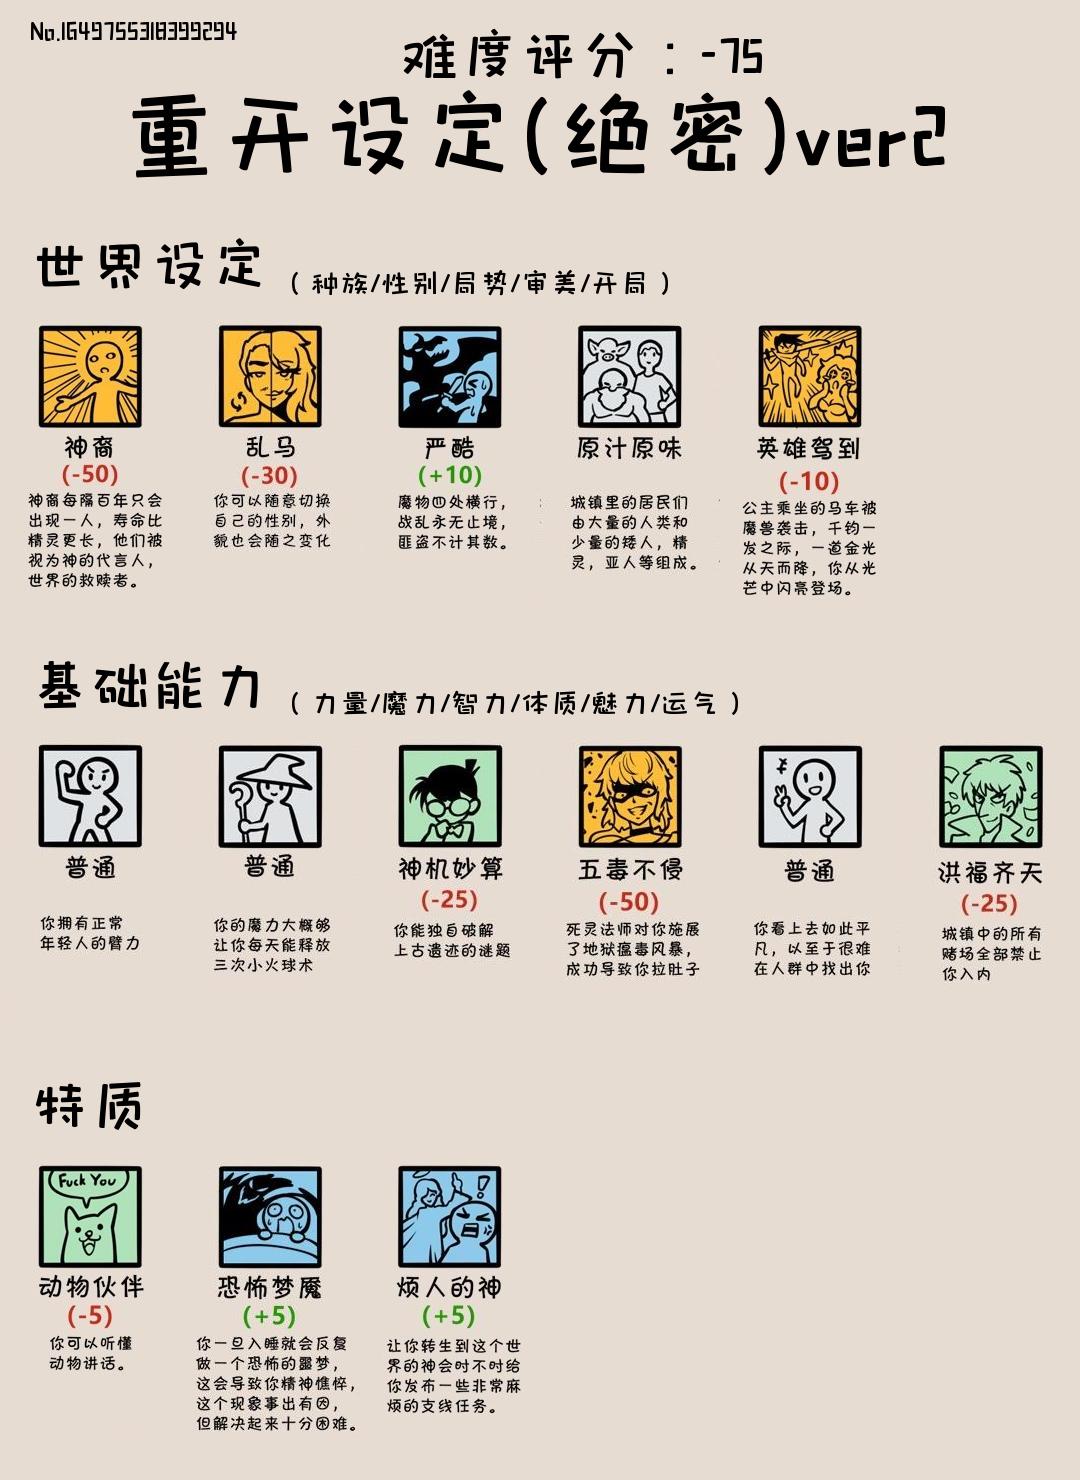 No.1649755318399294
难度评分：-75
重开设定(绝密)ver2
世界设定（种族/性别/局势/审美/开局）
神裔
(-50)
神裔每隔百年只会
出现一人，寿命比
精灵更长，他们被
视为神的代言人，
世界的救赎者。
乱马
(-30)
你可以随意切换
自己的性别，外
貌也会随之变化
严酷
(+10)
魔物四处横行，
战乱永无止境，
匪盗不计其数。
原汁原味
城镇里的居民们
由大量的人类和
少量的矮人，精
灵，亚人等组成。
英雄驾到
(-10)
公主乘坐的马车被
魔兽袭击，千钧一
发之际，一道金光
从天而降，你从光
芒中闪亮登场。
基础能力（力量/魔力/智力/体质/魅力/运气）
普通
你拥有正常
年轻人的臂力
普通
你的魔力大概够
让你每天能释放
三次小火球术
神机妙算
(-25)
你能独自破解
上古遗迹的谜题
五毒不侵
(-50)
死灵法师对你施展
了地狱瘟毒风暴，
成功导致你拉肚子
普通
你看上去如此平
凡，以至于很难
在人群中找出你
洪福齐天
(-25)
城镇中的所有
赌场全部禁止
你入内
特质
Fuck You
动物伙伴
(-5)
你可以听懂
动物讲话。
恐怖梦魇
(+5)
你一旦入睡就会反复
做一个恐怖的噩梦，
这会导致你精神憔悴，
这个现象事出有因，
但解决起来十分困难。
烦人的神
(+5)
让你转生到这个世
界的神会时不时给
你发布一些非常麻
烦的支线任务。